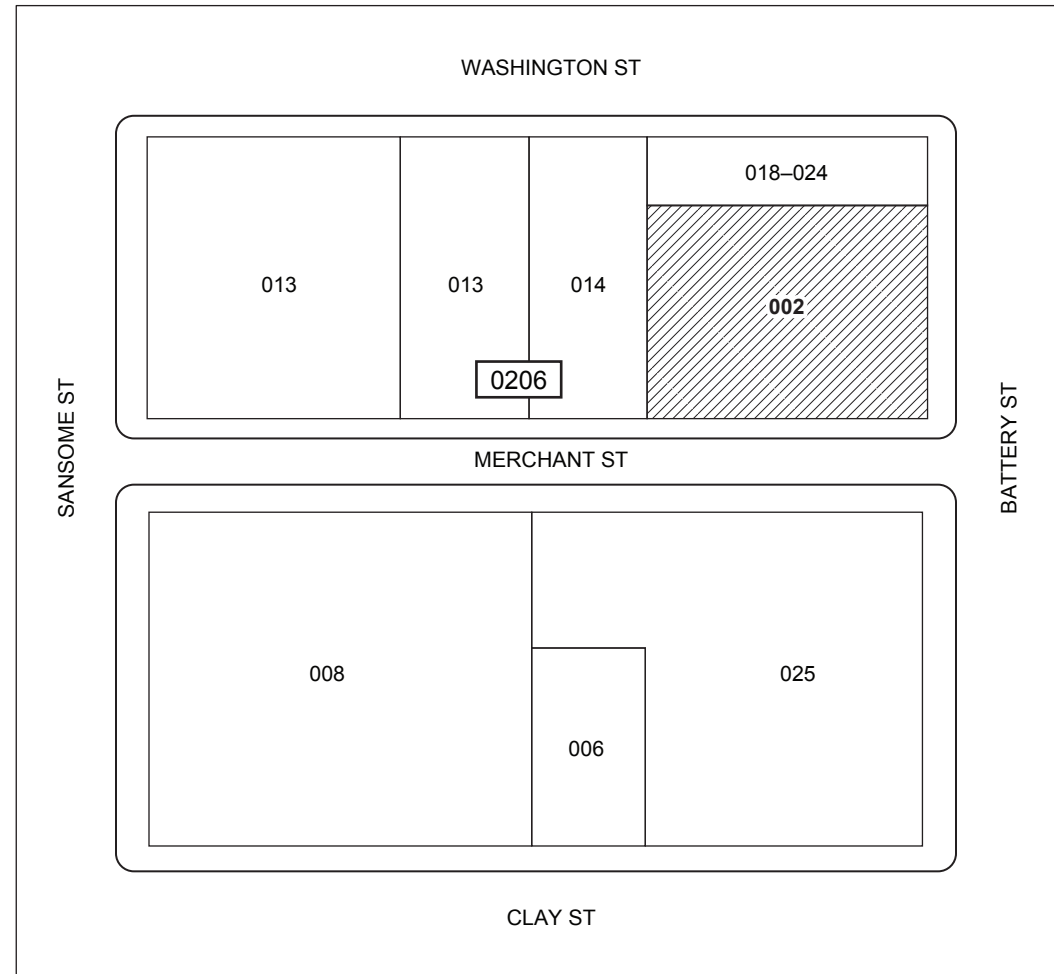 WASHINGTON ST
018–024
013
013
014
002
0206
SANSOME ST
BATTERY ST
MERCHANT ST
008
025
006
CLAY ST